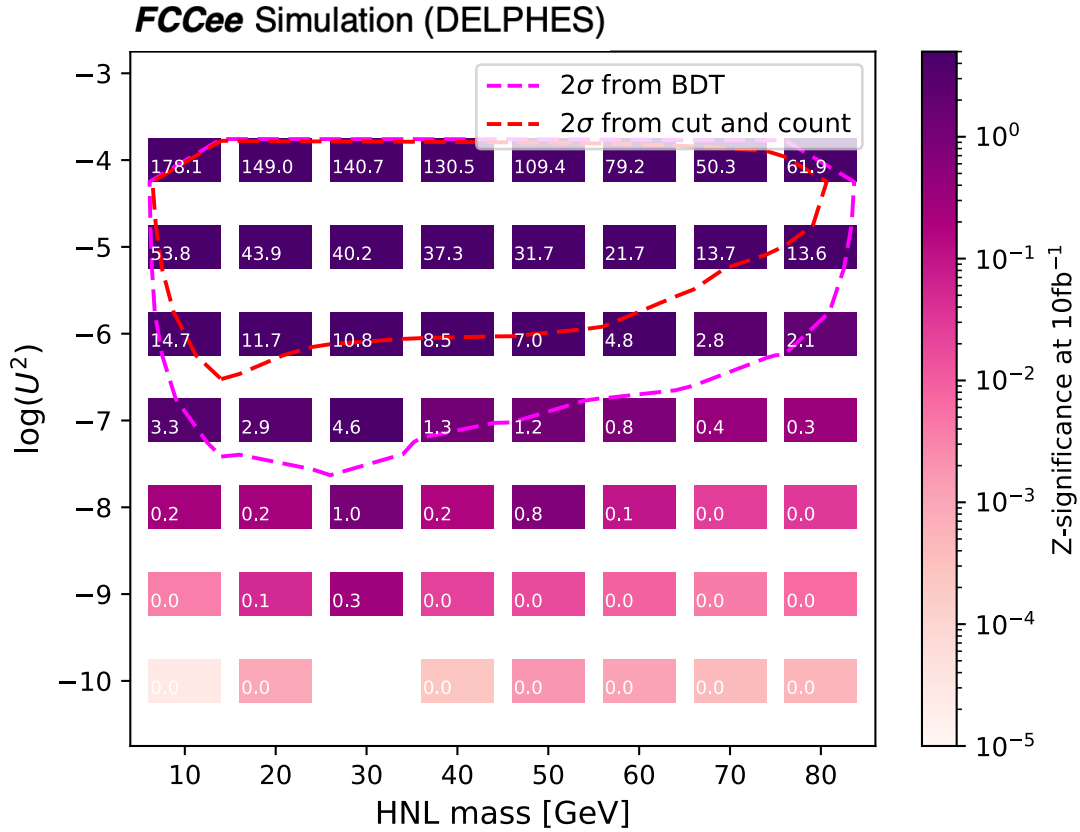 FCCee Simulation (DELPHES)
2σ from BDT
2σ from cut and count
−3
−4
−5
−6
−7
−8
−9
−10
log(U²)
178.1 149.0 140.7 130.5 109.4 79.2 50.3 61.9
53.8 43.9 40.2 37.3 31.7 21.7 13.7 13.6
14.7 11.7 10.8 8.5 7.0 4.8 2.8 2.1
3.3 2.9 4.6 1.3 1.2 0.8 0.4 0.3
0.2 0.2 1.0 0.2 0.8 0.1 0.0 0.0
0.0 0.1 0.3 0.0 0.0 0.0 0.0 0.0
0.0 0.0 0.0 0.0 0.0 0.0 0.0
10 20 30 40 50 60 70 80
HNL mass [GeV]
10⁰
10⁻¹
10⁻²
10⁻³
10⁻⁴
10⁻⁵
Z-significance at 10fb⁻¹